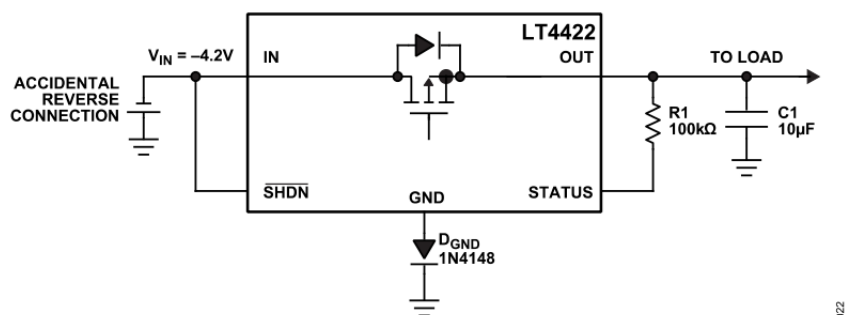 LT4422
V_IN = –4.2V
IN
OUT
TO LOAD
ACCIDENTAL
REVERSE
CONNECTION
R1
100kΩ
C1
10µF
SHDN
GND
STATUS
D_GND
1N4148
022